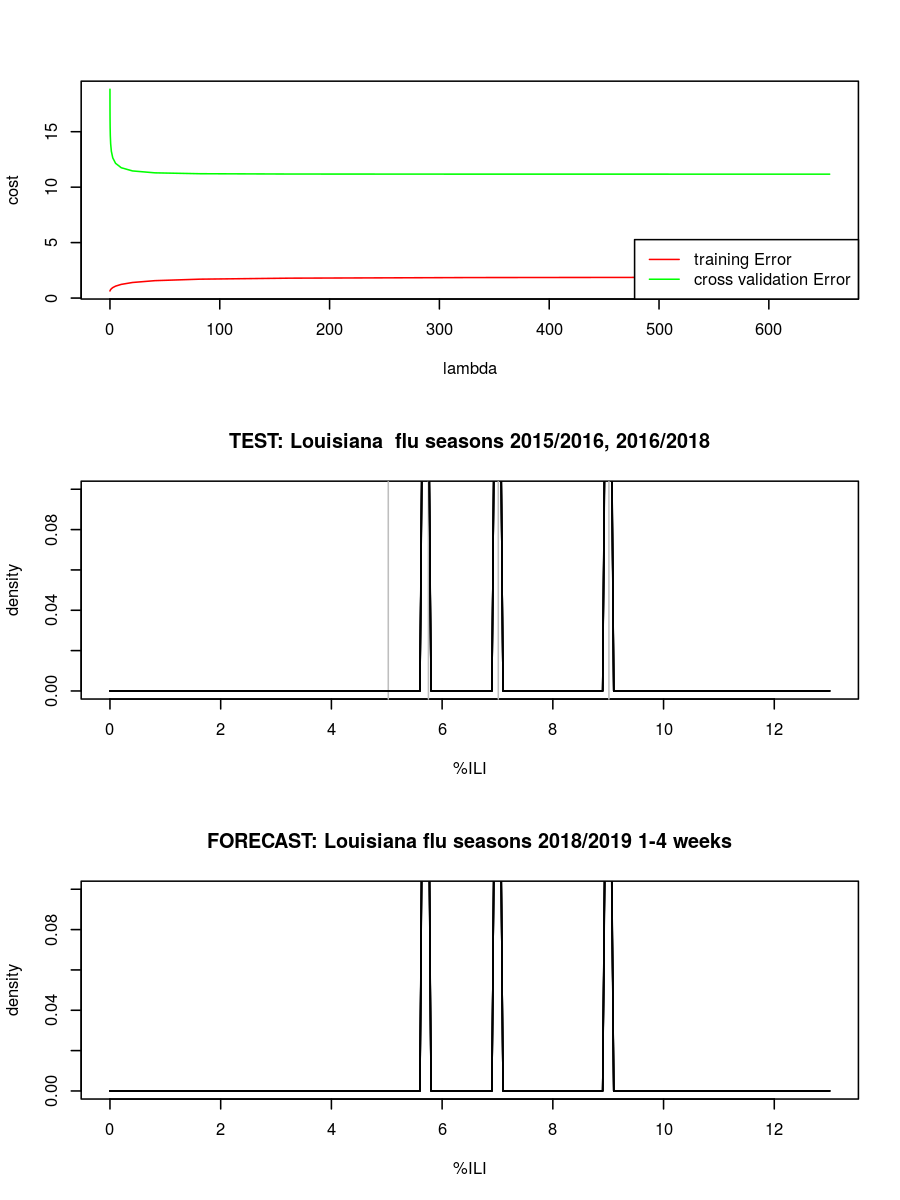 cost
15
10
5
0
training Error
cross validation Error
0 100 200 300 400 500 600
lambda
TEST: Louisiana  flu seasons 2015/2016, 2016/2018
density
0.08
0.04
0.00
0 2 4 6 8 10 12
%ILI
FORECAST: Louisiana flu seasons 2018/2019 1-4 weeks
density
0.08
0.04
0.00
0 2 4 6 8 10 12
%ILI